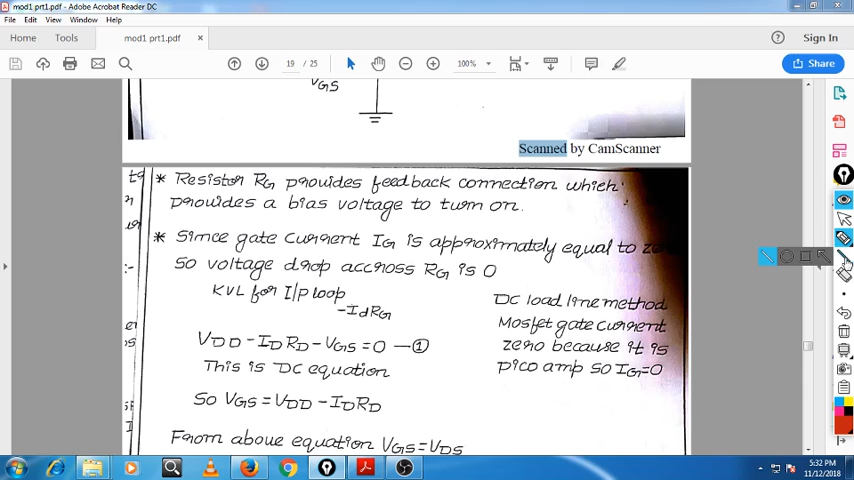 mod1 prt1.pdf - Adobe Acrobat Reader DC
File Edit View Window Help
Home Tools mod1 prt1.pdf × Sign In
19 / 25 100% Share
VGS
Scanned by CamScanner
* Resistor RG provides feedback connection which
provides a bias voltage to turn on.
* Since gate current IG is approximately equal to zero
So voltage drop accross RG is 0
KVL for I/P loop
-IdRG
VDD-IDRD-VGS=0 —①
This is DC equation
So VGS=VDD-IDRD
From above equation VGS=VDS
DC load line method
Mosfet gate current
zero because it is
pico amp so IG=0
5:32 PM
11/12/2018